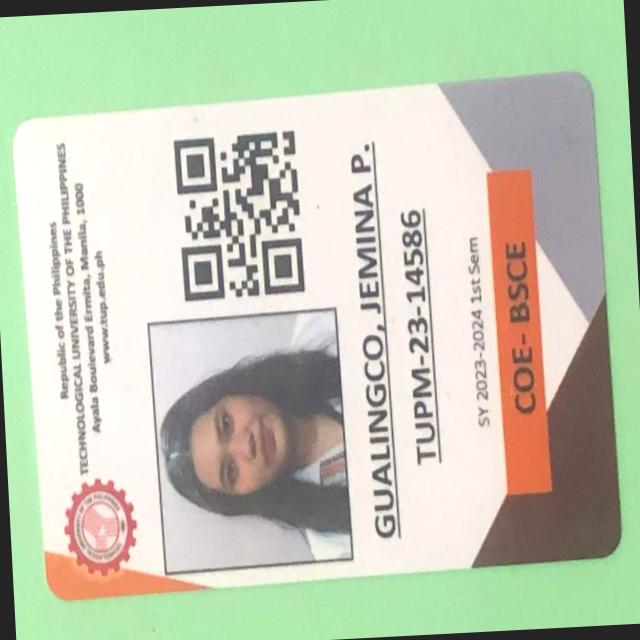 Republic of the Philippines
TECHNOLOGICAL UNIVERSITY OF THE PHILIPPINES
Ayala Boulevard Ermita, Manila, 1000
www.tup.edu.ph
GUALINGCO, JEMINA P.
TUPM-23-14586
SY 2023-2024 1st Sem
COE- BSCE